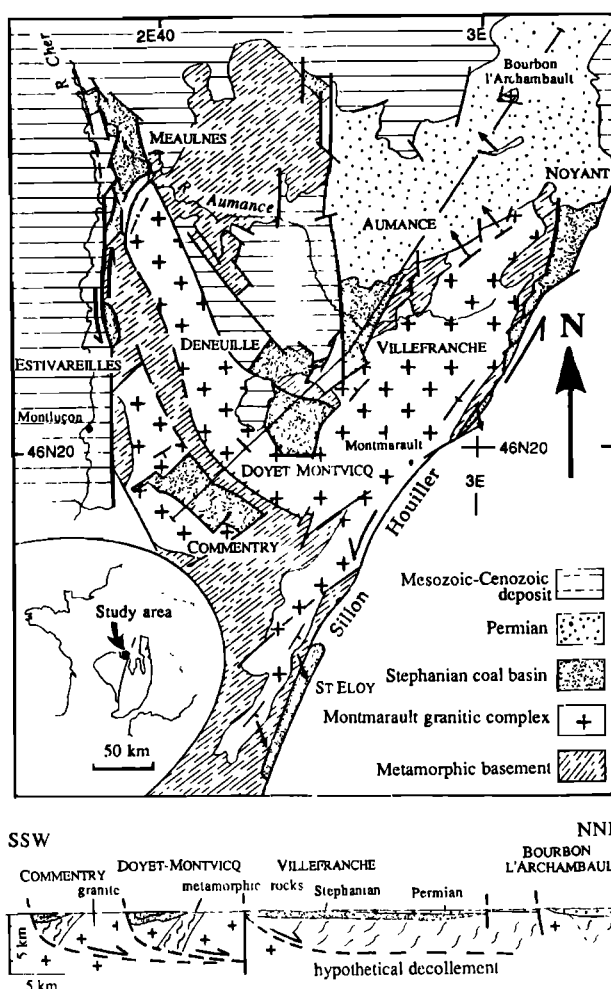 2E40 3E
R Cher
Bourbon
l'Archambault
MEAULNES
NOYANT
R Aumance
AUMANCE
DENEUILLE
VILLEFRANCHE
ESTIVAREILLES
N
Montluçon
Montmarault
46N20 46N20
DOYET MONTVICQ
3E
COMMENTRY
Sillon Houiller
Mesozoic-Cenozoic
deposit
Study area
Permian
Stephanian coal basin
ST ELOY
Montmarault granitic complex
50 km
Metamorphic basement
SSW NNE
BOURBON
L'ARCHAMBAULT
COMMENTRY DOYET-MONTVICQ VILLEFRANCHE
granite metamorphic rocks Stephanian Permian
5 km
hypothetical decollement
5 km